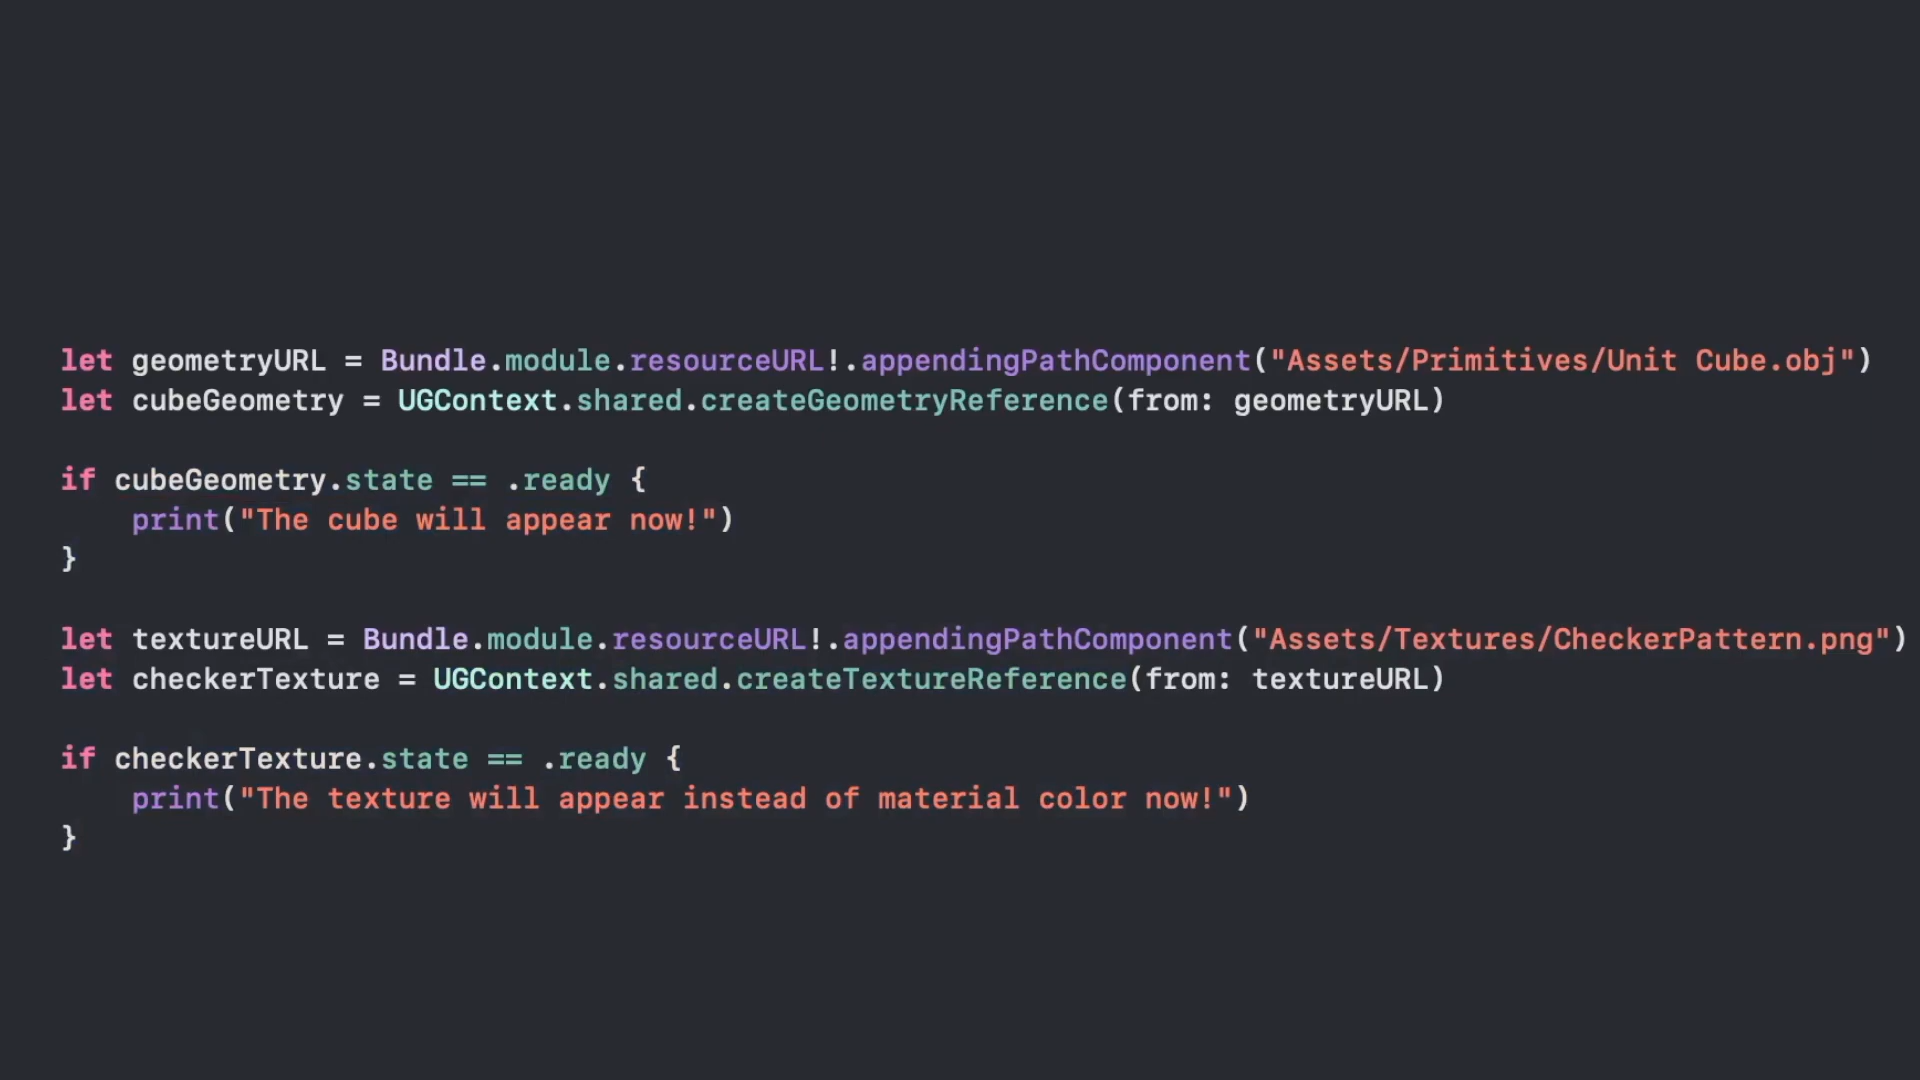 let geometryURL = Bundle.module.resourceURL!.appendingPathComponent("Assets/Primitives/Unit Cube.obj")
let cubeGeometry = UGContext.shared.createGeometryReference(from: geometryURL)
if cubeGeometry.state == .ready {
print("The cube will appear now!")
}
let textureURL = Bundle.module.resourceURL!.appendingPathComponent("Assets/Textures/CheckerPattern.png")
let checkerTexture = UGContext.shared.createTextureReference(from: textureURL)
if checkerTexture.state == .ready {
print("The texture will appear instead of material color now!")
}